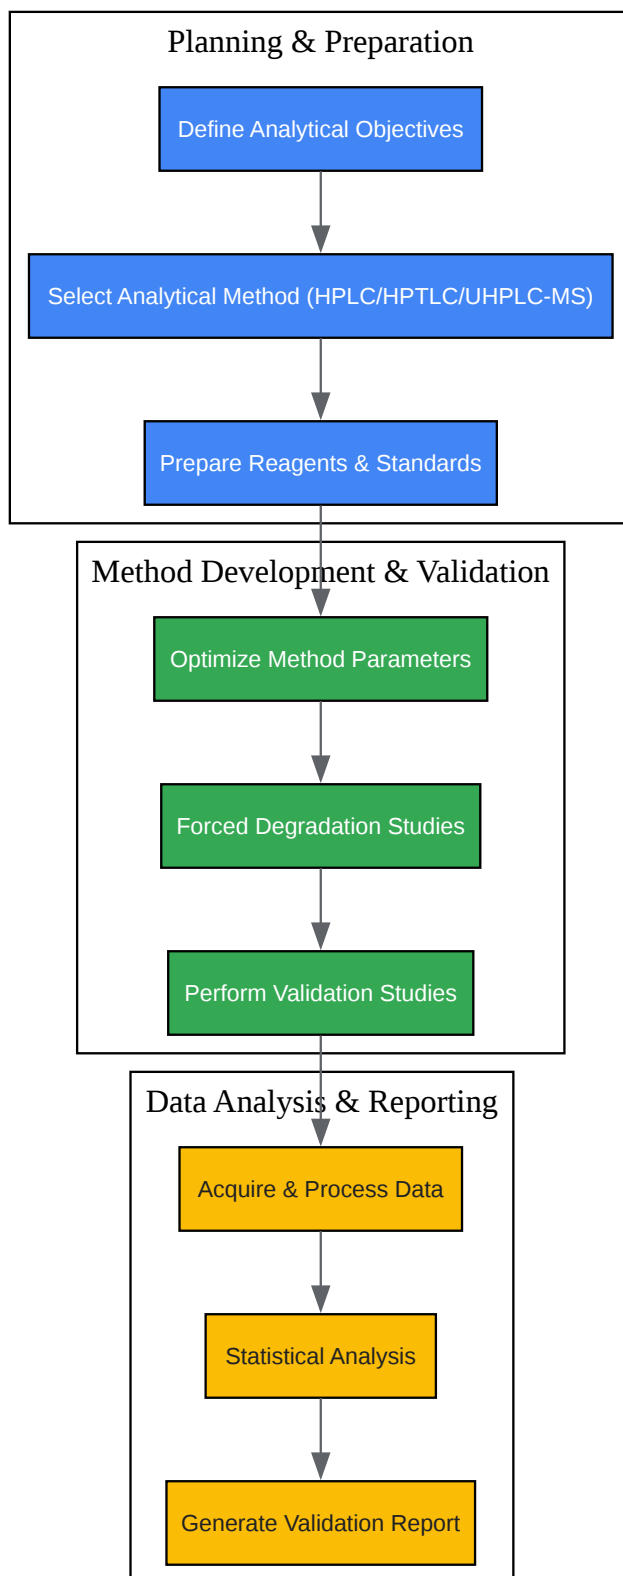 Planning & Preparation
Define Analytical Objectives
Select Analytical Method (HPLC/HPTLC/UHPLC-MS)
Prepare Reagents & Standards
Method Development & Validation
Optimize Method Parameters
Forced Degradation Studies
Perform Validation Studies
Data Analysis & Reporting
Acquire & Process Data
Statistical Analysis
Generate Validation Report